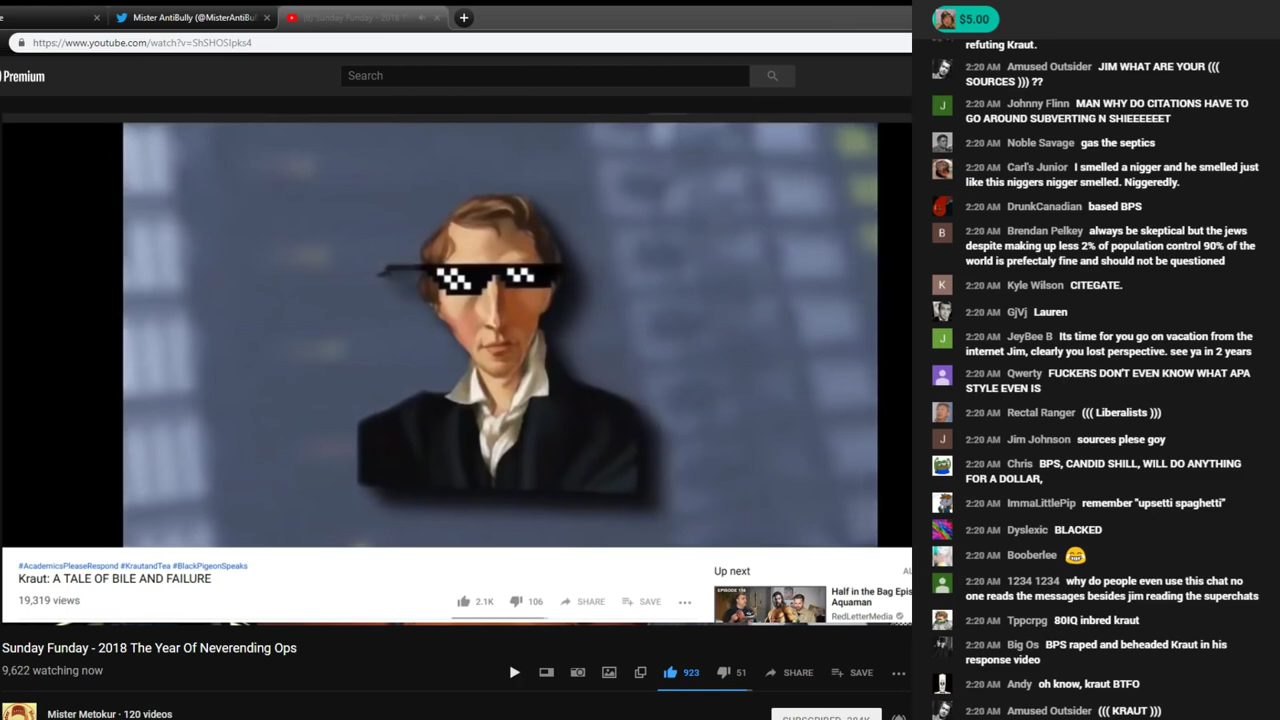 Mister AntiBully (@MisterAntiBul
(c) Sunday Funday - 2018
https://www.youtube.com/watch?v=ShSHOSIpks4
Premium
Search
#AcademicsPleaseRespond #KrautandTea #BlackPigeonSpeaks
Kraut: A TALE OF BILE AND FAILURE
19,319 views
2.1K
106
SHARE
SAVE
Up next
EPISODE
Half in the Bag Epis
Aquaman
RedLetterMedia
Sunday Funday - 2018 The Year Of Neverending Ops
9,622 watching now
923
51
SHARE
SAVE
Mister Metokur · 120 videos
$5.00
refuting Kraut.
2:20 AM Amused Outsider JIM WHAT ARE YOUR (((
SOURCES ))) ??
J
2:20 AM Johnny Flinn MAN WHY DO CITATIONS HAVE TO
GO AROUND SUBVERTING N SHIEEEEEET
2:20 AM Noble Savage gas the septics
2:20 AM Carl's Junior I smelled a nigger and he smelled just
like this niggers nigger smelled. Niggeredly.
2:20 AM DrunkCanadian based BPS
B
2:20 AM Brendan Pelkey always be skeptical but the jews
despite making up less 2% of population control 90% of the
world is prefectaly fine and should not be questioned
K
2:20 AM Kyle Wilson CITEGATE.
2:20 AM GjVj Lauren
J
2:20 AM JeyBee B Its time for you go on vacation from the
internet Jim, clearly you lost perspective. see ya in 2 years
2:20 AM Qwerty FUCKERS DON'T EVEN KNOW WHAT APA
STYLE EVEN IS
2:20 AM Rectal Ranger ((( Liberalists )))
J
2:20 AM Jim Johnson sources plese goy
2:20 AM Chris BPS, CANDID SHILL, WILL DO ANYTHING
FOR A DOLLAR,
2:20 AM ImmaLittlePip remember "upsetti spaghetti"
2:20 AM Dyslexic BLACKED
2:20 AM Booberlee 😂
2:20 AM 1234 1234 why do people even use this chat no
one reads the messages besides jim reading the superchats
2:20 AM Tppcrpg 80IQ inbred kraut
2:20 AM Big Os BPS raped and beheaded Kraut in his
response video
2:20 AM Andy oh know, kraut BTFO
2:20 AM Amused Outsider ((( KRAUT )))